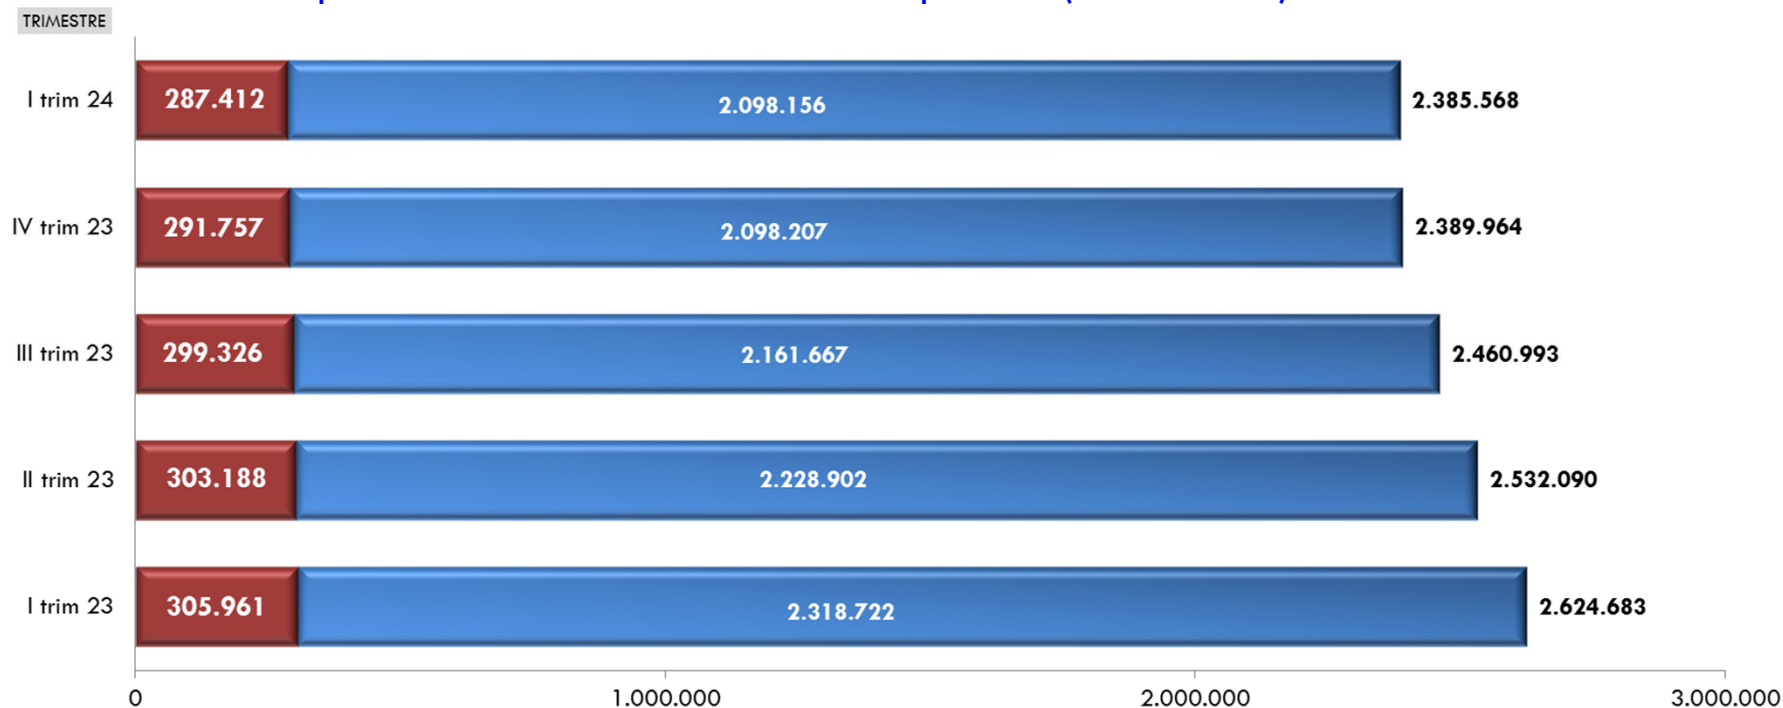 TRIMESTRE
I trim 24 287.412 2.098.156 2.385.568
IV trim 23 291.757 2.098.207 2.389.964
III trim 23 299.326 2.161.667 2.460.993
II trim 23 303.188 2.228.902 2.532.090
I trim 23 305.961 2.318.722 2.624.683
0 1.000.000 2.000.000 3.000.000